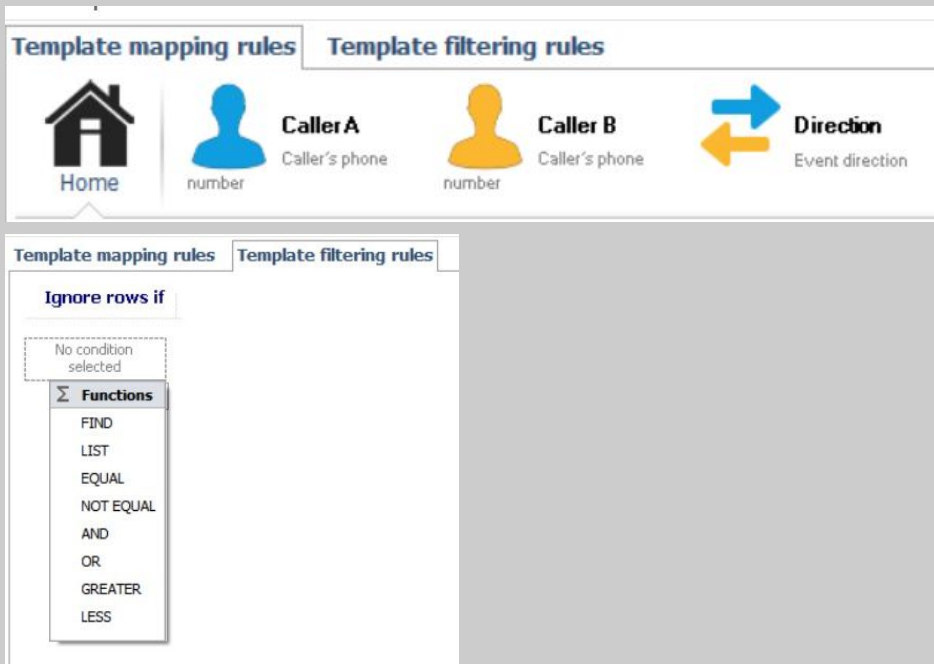 Template mapping rules Template filtering rules
Home
Caller A
Caller's phone
number
Caller B
Caller's phone
number
Direction
Event direction
Template mapping rules Template filtering rules
Ignore rows if
No condition
selected
Σ Functions
FIND
LIST
EQUAL
NOT EQUAL
AND
OR
GREATER
LESS